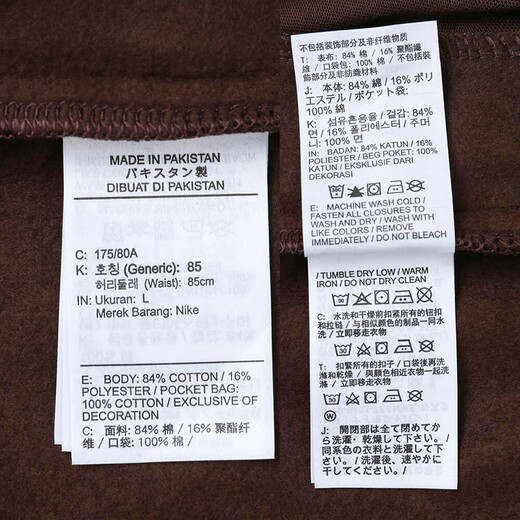 MADE IN PAKISTAN
パキスタン製
DIBUAT DI PAKISTAN
C: 175/80A
K: 호칭 (Generic): 85
허리둘레 (Waist): 85cm
IN: Ukuran: L
Merek Barang: Nike
E: BODY: 84% COTTON / 16%
POLYESTER / POCKET BAG:
100% COTTON / EXCLUSIVE OF
DECORATION
C: 面料: 84% 棉 / 16% 聚酯纤
维 / 口袋: 100% 棉 /
不包括装饰部分及非纤维物质
T: 表布: 84% 棉 / 16% 聚酯纖
維 / 口袋包: 100% 棉 / 不包括裝
飾部分及非紡織材料
J: 本体: 84% 綿 / 16% ポリ
エステル / ポケット袋:
100% 綿
K: 섬유혼용율 / 겉감: 84%
면 / 16% 폴리에스터 / 주머
니: 100% 면
IN: BADAN: 84% KATUN / 16%
POLIESTER / BEG POKET: 100%
KATUN / EKSKLUSIF DARI
DEKORASI
E: MACHINE WASH COLD /
FASTEN ALL CLOSURES TO
WASH AND DRY / WASH WITH
LIKE COLORS / REMOVE
IMMEDIATELY / DO NOT BLEACH
/ TUMBLE DRY LOW / WARM
IRON / DO NOT DRY CLEAN
C: 水洗和干燥前扣紧所有的钮扣
和拉链 / 与相似颜色的制品一同水
洗 / 立即移走衣物
T: 扣緊所有的扣子 / 口袋後再洗
滌和乾燥 / 與顏色相近衣物一起洗
滌 / 立即移走衣物
J: 開閉部は全て閉めてか
ら洗濯・乾燥して下さい。 /
同系色の衣料と洗濯して下
さい / 洗濯後、速やかに
干してください。